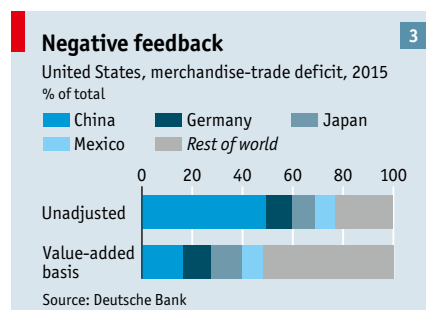 Negative feedback
3
United States, merchandise-trade deficit, 2015
% of total
China Germany Japan
Mexico Rest of world
0 20 40 60 80 100
Unadjusted
Value-added
basis
Source: Deutsche Bank